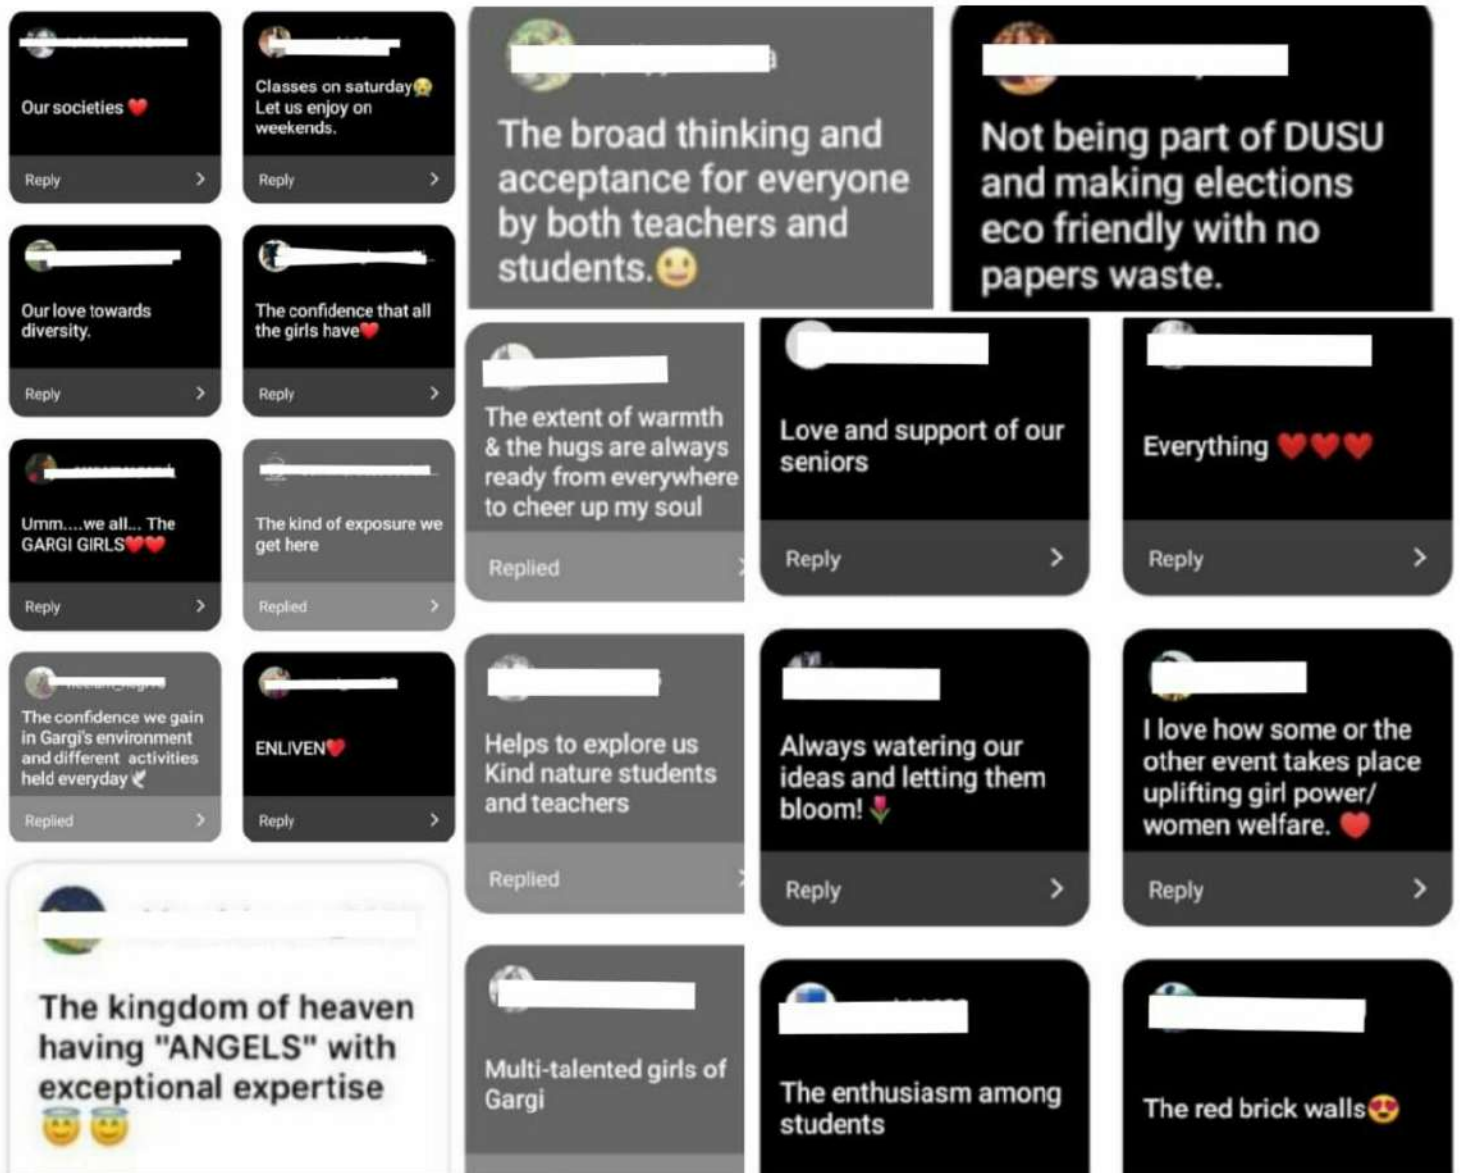 Our societies ❤️
Reply >
Classes on saturday😭
Let us enjoy on
weekends.
Reply >
Our love towards
diversity.
Reply >
The confidence that all
the girls have❤️
Reply >
Umm....we all... The
GARGI GIRLS❤️❤️
Reply >
The kind of exposure we
get here
Replied >
The confidence we gain
in Gargi's environment
and different activities
held everyday 🕊
Replied >
ENLIVEN❤️
Reply >
The kingdom of heaven
having "ANGELS" with
exceptional expertise
😇 😇
The broad thinking and
acceptance for everyone
by both teachers and
students.😀
Not being part of DUSU
and making elections
eco friendly with no
papers waste.
The extent of warmth
& the hugs are always
ready from everywhere
to cheer up my soul
Replied >
Love and support of our
seniors
Reply >
Everything ❤️❤️❤️
Reply >
Helps to explore us
Kind nature students
and teachers
Replied >
Always watering our
ideas and letting them
bloom!🌷
Reply >
I love how some or the
other event takes place
uplifting girl power/
women welfare. ❤️
Reply >
Multi-talented girls of
Gargi
The enthusiasm among
students
The red brick walls😍